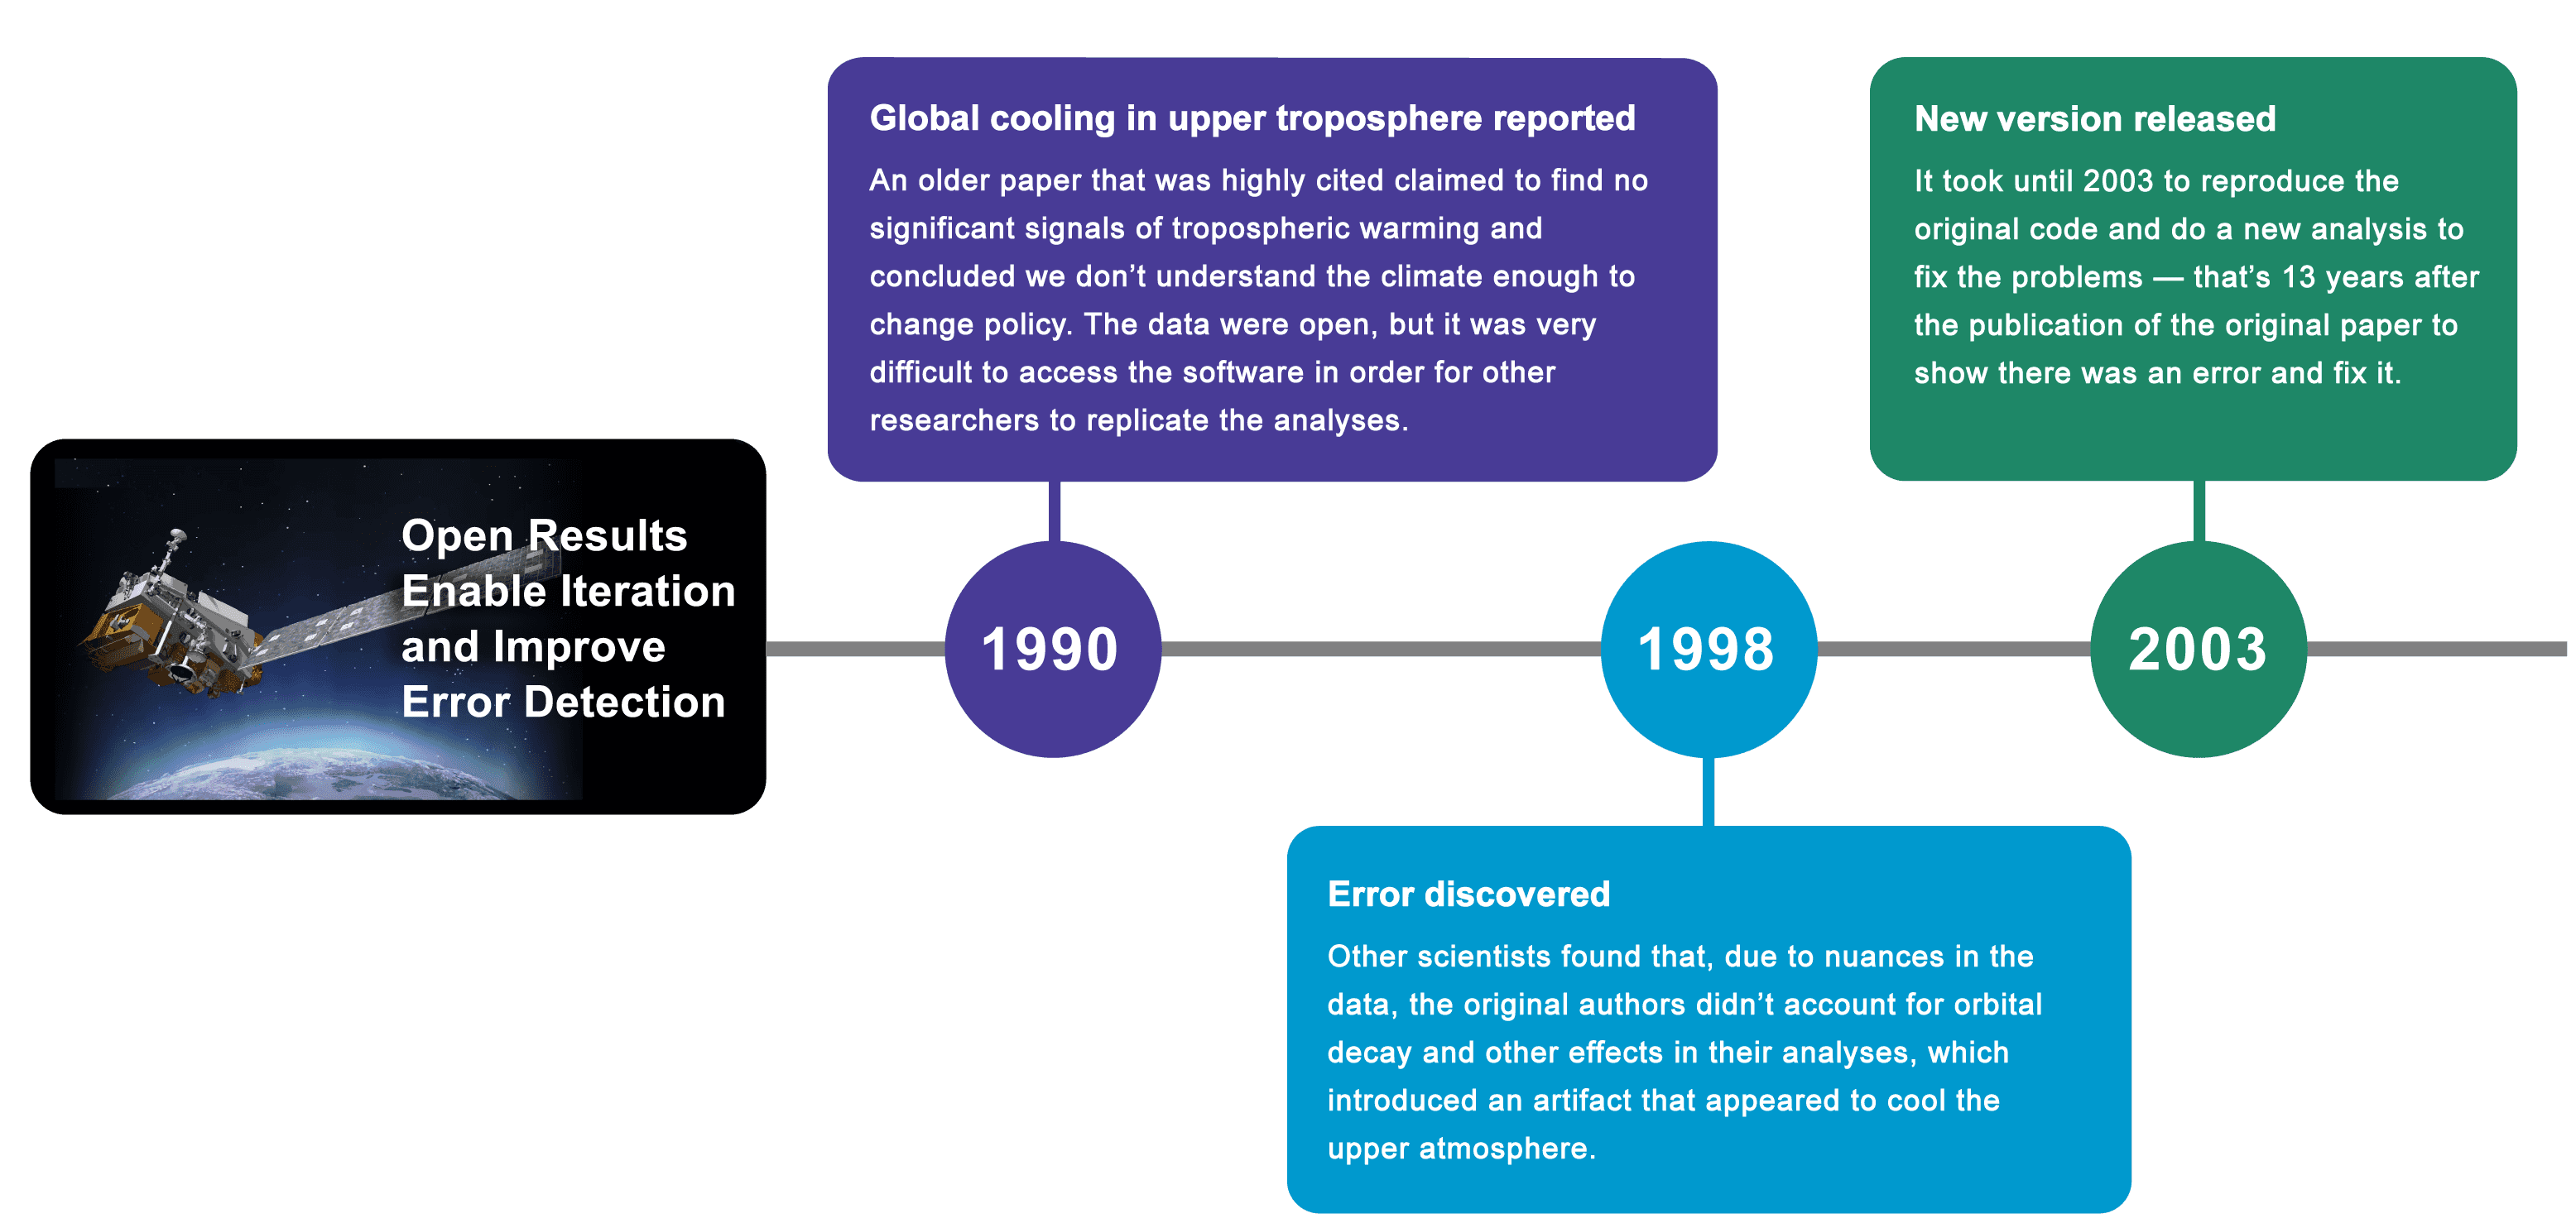 Open Results
Enable Iteration
and Improve
Error Detection
Global cooling in upper troposphere reported
An older paper that was highly cited claimed to find no
significant signals of tropospheric warming and
concluded we don’t understand the climate enough to
change policy. The data were open, but it was very
difficult to access the software in order for other
researchers to replicate the analyses.
1990
1998
Error discovered
Other scientists found that, due to nuances in the
data, the original authors didn’t account for orbital
decay and other effects in their analyses, which
introduced an artifact that appeared to cool the
upper atmosphere.
New version released
It took until 2003 to reproduce the
original code and do a new analysis to
fix the problems — that’s 13 years after
the publication of the original paper to
show there was an error and fix it.
2003